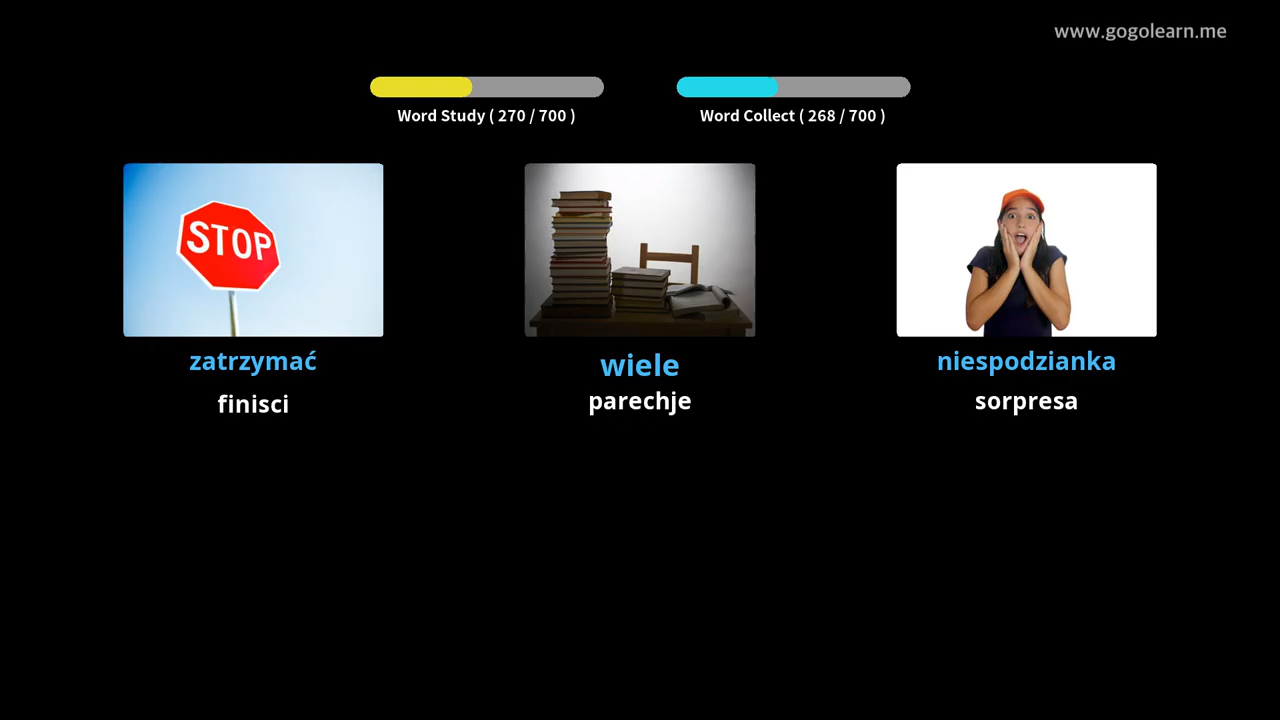 www.gogolearn.me
Word Study ( 270 / 700 )
Word Collect ( 268 / 700 )
STOP
zatrzymać
wiele
niespodzianka
finisci
parechje
sorpresa